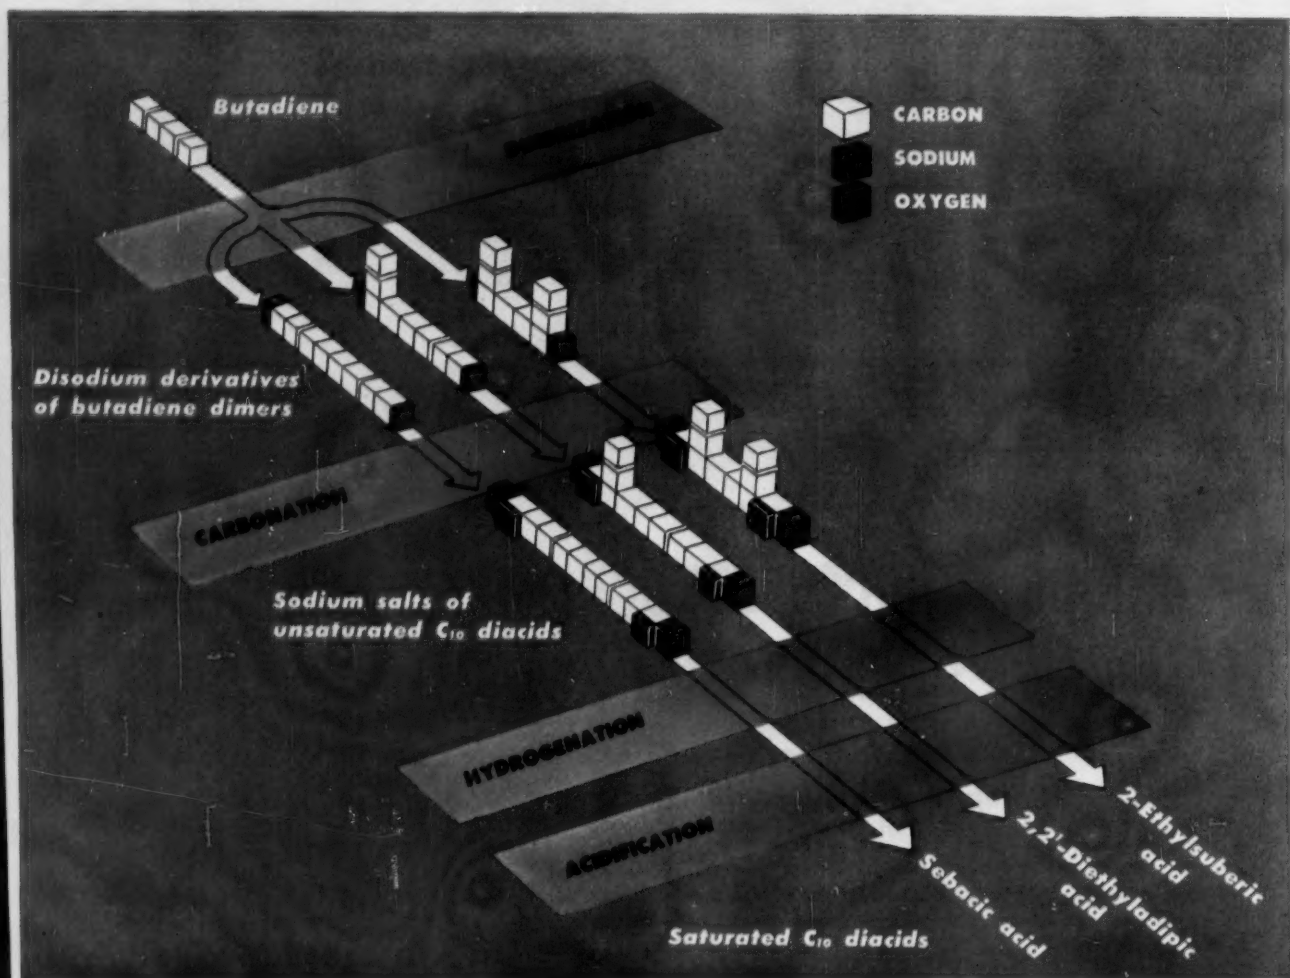 Butadiene
CARBON
SODIUM
OXYGEN
Disodium derivatives
of butadiene dimers
CARBONATION
Sodium salts of
unsaturated C₁₀ diacids
HYDROGENATION
ACIDIFICATION
2-Ethylsuberic
acid
2,2'-Diethyladipic
acid
Sebacic acid
Saturated C₁₀ diacids